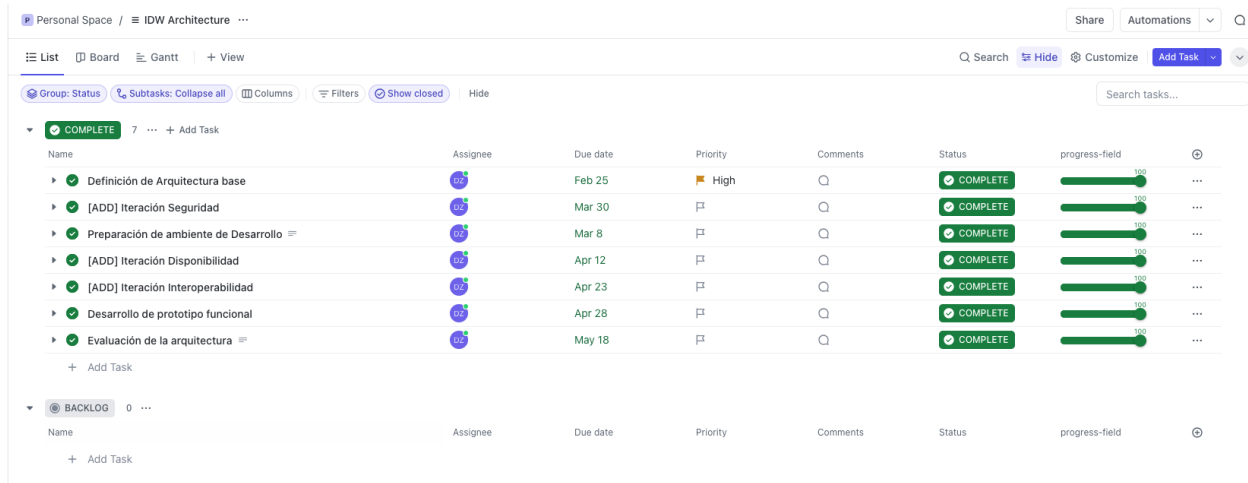 P Personal Space / IDW Architecture ... Share Automations
List Board Gantt + View Search Hide Customize Add Task
Group: Status Subtasks: Collapse all Columns Filters Show closed Hide Search tasks...
COMPLETE 7 ... + Add Task
Name Assignee Due date Priority Comments Status progress-field
Definición de Arquitectura base DZ Feb 25 High COMPLETE 100 ...
[ADD] Iteración Seguridad DZ Mar 30 COMPLETE 100 ...
Preparación de ambiente de Desarrollo DZ Mar 8 COMPLETE 100 ...
[ADD] Iteración Disponibilidad DZ Apr 12 COMPLETE 100 ...
[ADD] Iteración Interoperabilidad DZ Apr 23 COMPLETE 100 ...
Desarrollo de prototipo funcional DZ Apr 28 COMPLETE 100 ...
Evaluación de la arquitectura DZ May 18 COMPLETE 100 ...
+ Add Task
BACKLOG 0 ...
Name Assignee Due date Priority Comments Status progress-field
+ Add Task